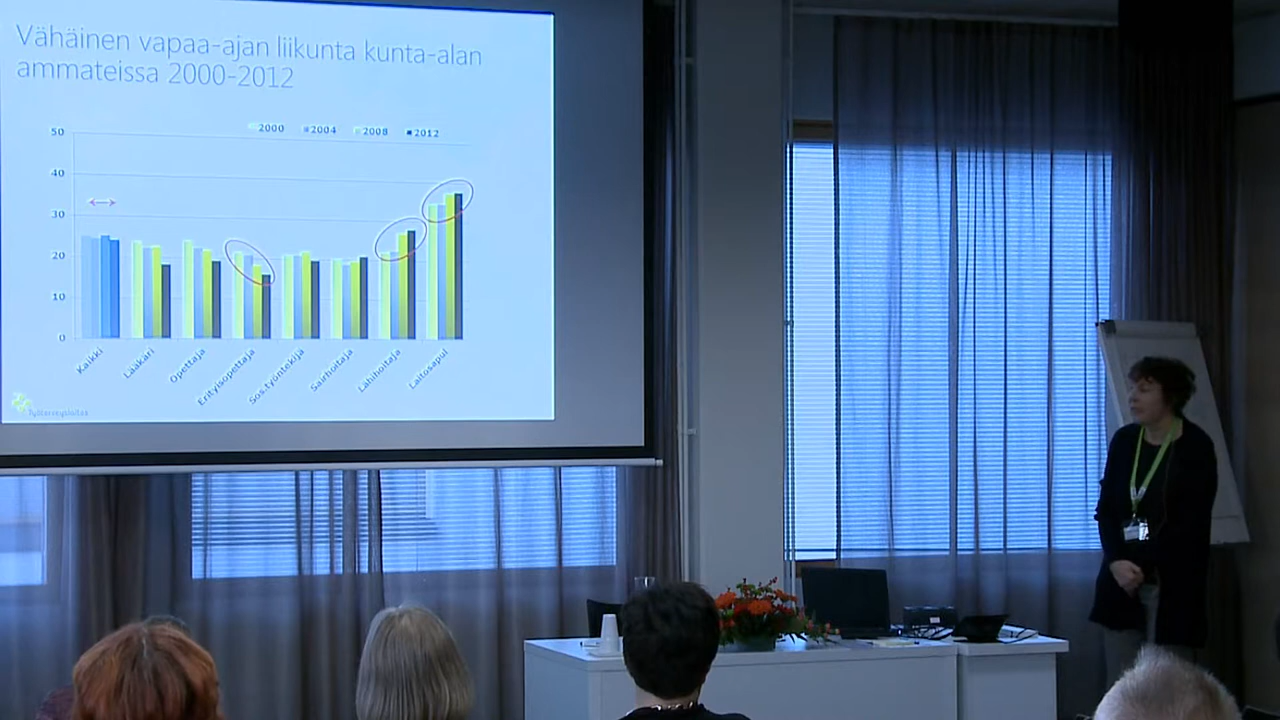 Vähäinen vapaa-ajan liikunta kunta-alan
ammateissa 2000-2012
2000 2004 2008 2012
50
40
30
20
10
0
Kaikki
Lääkäri
Opettaja
Erityisopettaja
Sos.työntekijä
Sairhoitaja
Lähihoitaja
Laitosapul
Työterveyslaitos